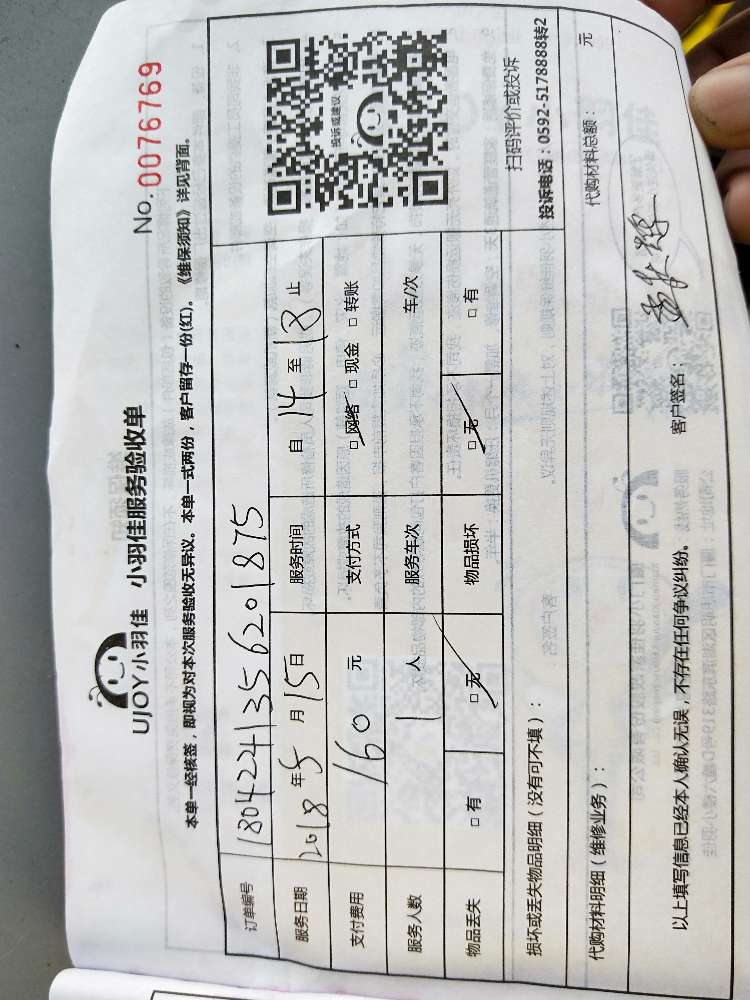 No. 0076769
UJOY小羽佳 小羽佳服务验收单
本单一经核签，即视为对本次服务验收无异议。本单一式两份，客户留存一份(红)。《维保须知》详见背面。
订单编号 18042241356201875
服务日期 2018年5月15日 服务时间 自14至18止
支付费用 160元 支付方式 □网络 □现金 □转账
服务人数 1人 服务车次 车/次
物品丢失 □有 □无 物品损坏 □无 □有
投诉或建议
扫码评价或投诉
投诉电话：0592-5178888转2
损坏或丢失物品明细（没有可不填）：
代购材料明细（维修业务）： 代购材料总额： 元
以上填写信息已经本人确认无误，不存在任何争议纠纷。 客户签名：